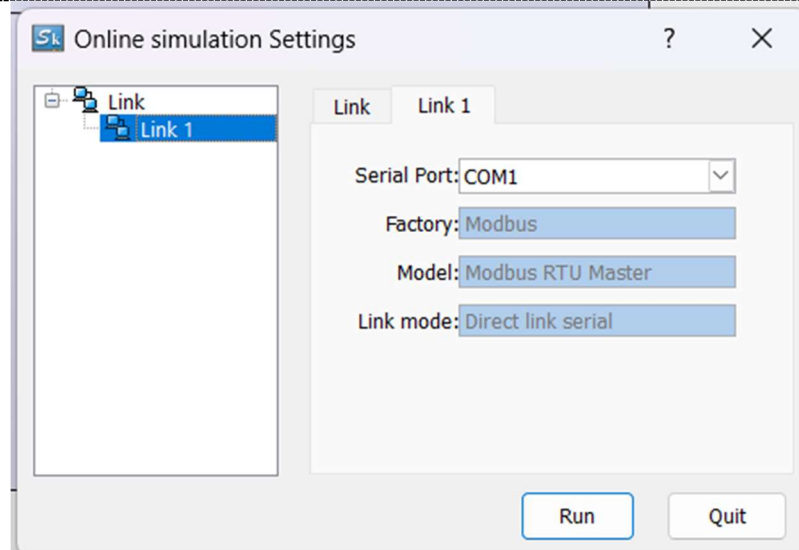 Sk Online simulation Settings ? X
Link
Link 1
Link Link 1
Serial Port: COM1
Factory: Modbus
Model: Modbus RTU Master
Link mode: Direct link serial
Run Quit